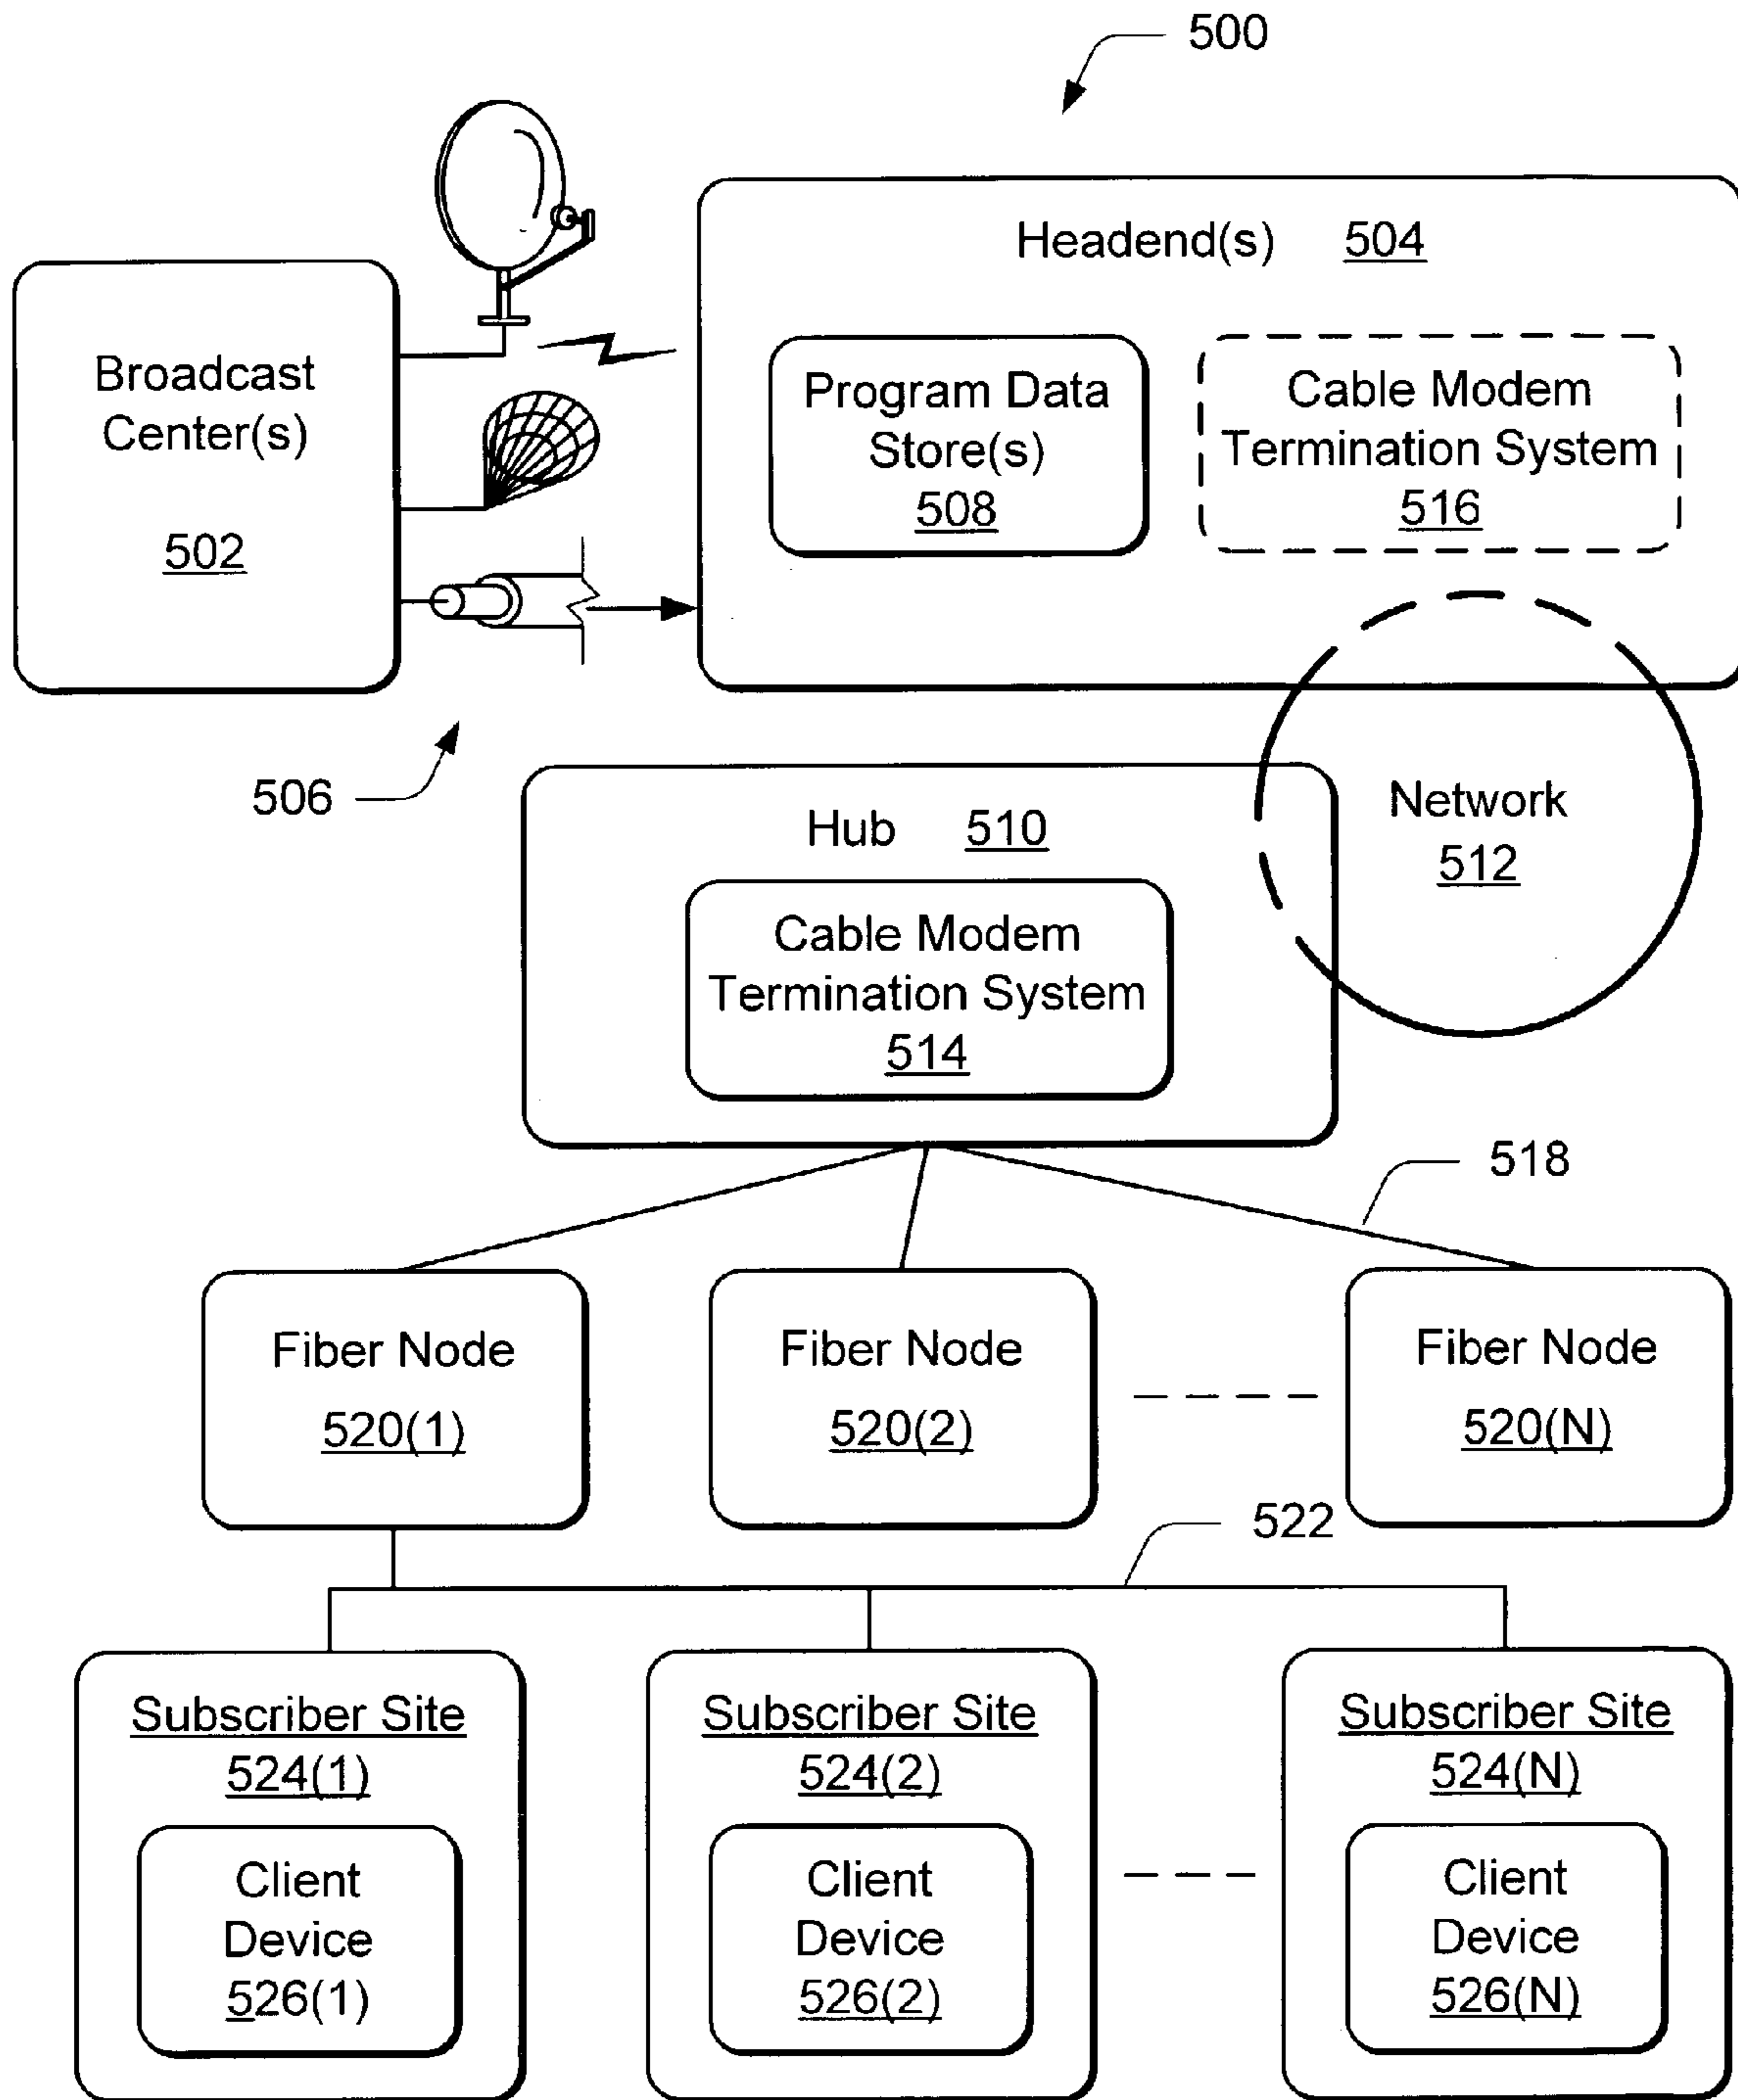 500
Headend(s) 504
Broadcast
Center(s)
502
Program Data
Store(s)
508
Cable Modem
Termination System
516
506
Hub 510
Network
512
Cable Modem
Termination System
514
518
Fiber Node
520(1)
Fiber Node
520(2)
Fiber Node
520(N)
522
Subscriber Site
524(1)
Client
Device
526(1)
Subscriber Site
524(2)
Client
Device
526(2)
Subscriber Site
524(N)
Client
Device
526(N)